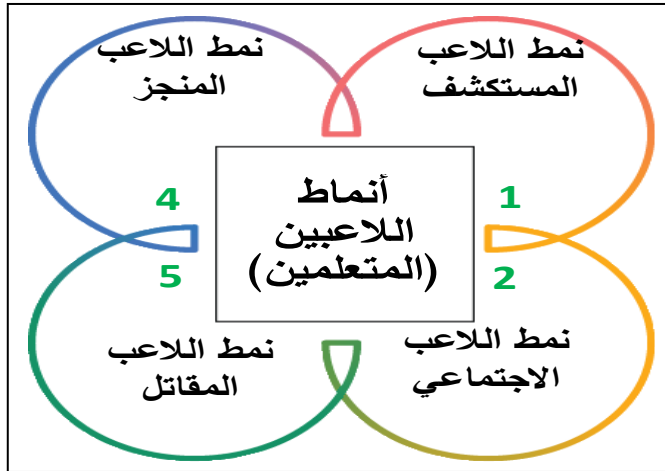 نمط اللاعب
المستكشف
نمط اللاعب
المنجز
أنماط
اللاعبين
(المتعلمين)
1
4
2
5
نمط اللاعب
الاجتماعي
نمط اللاعب
المقاتل